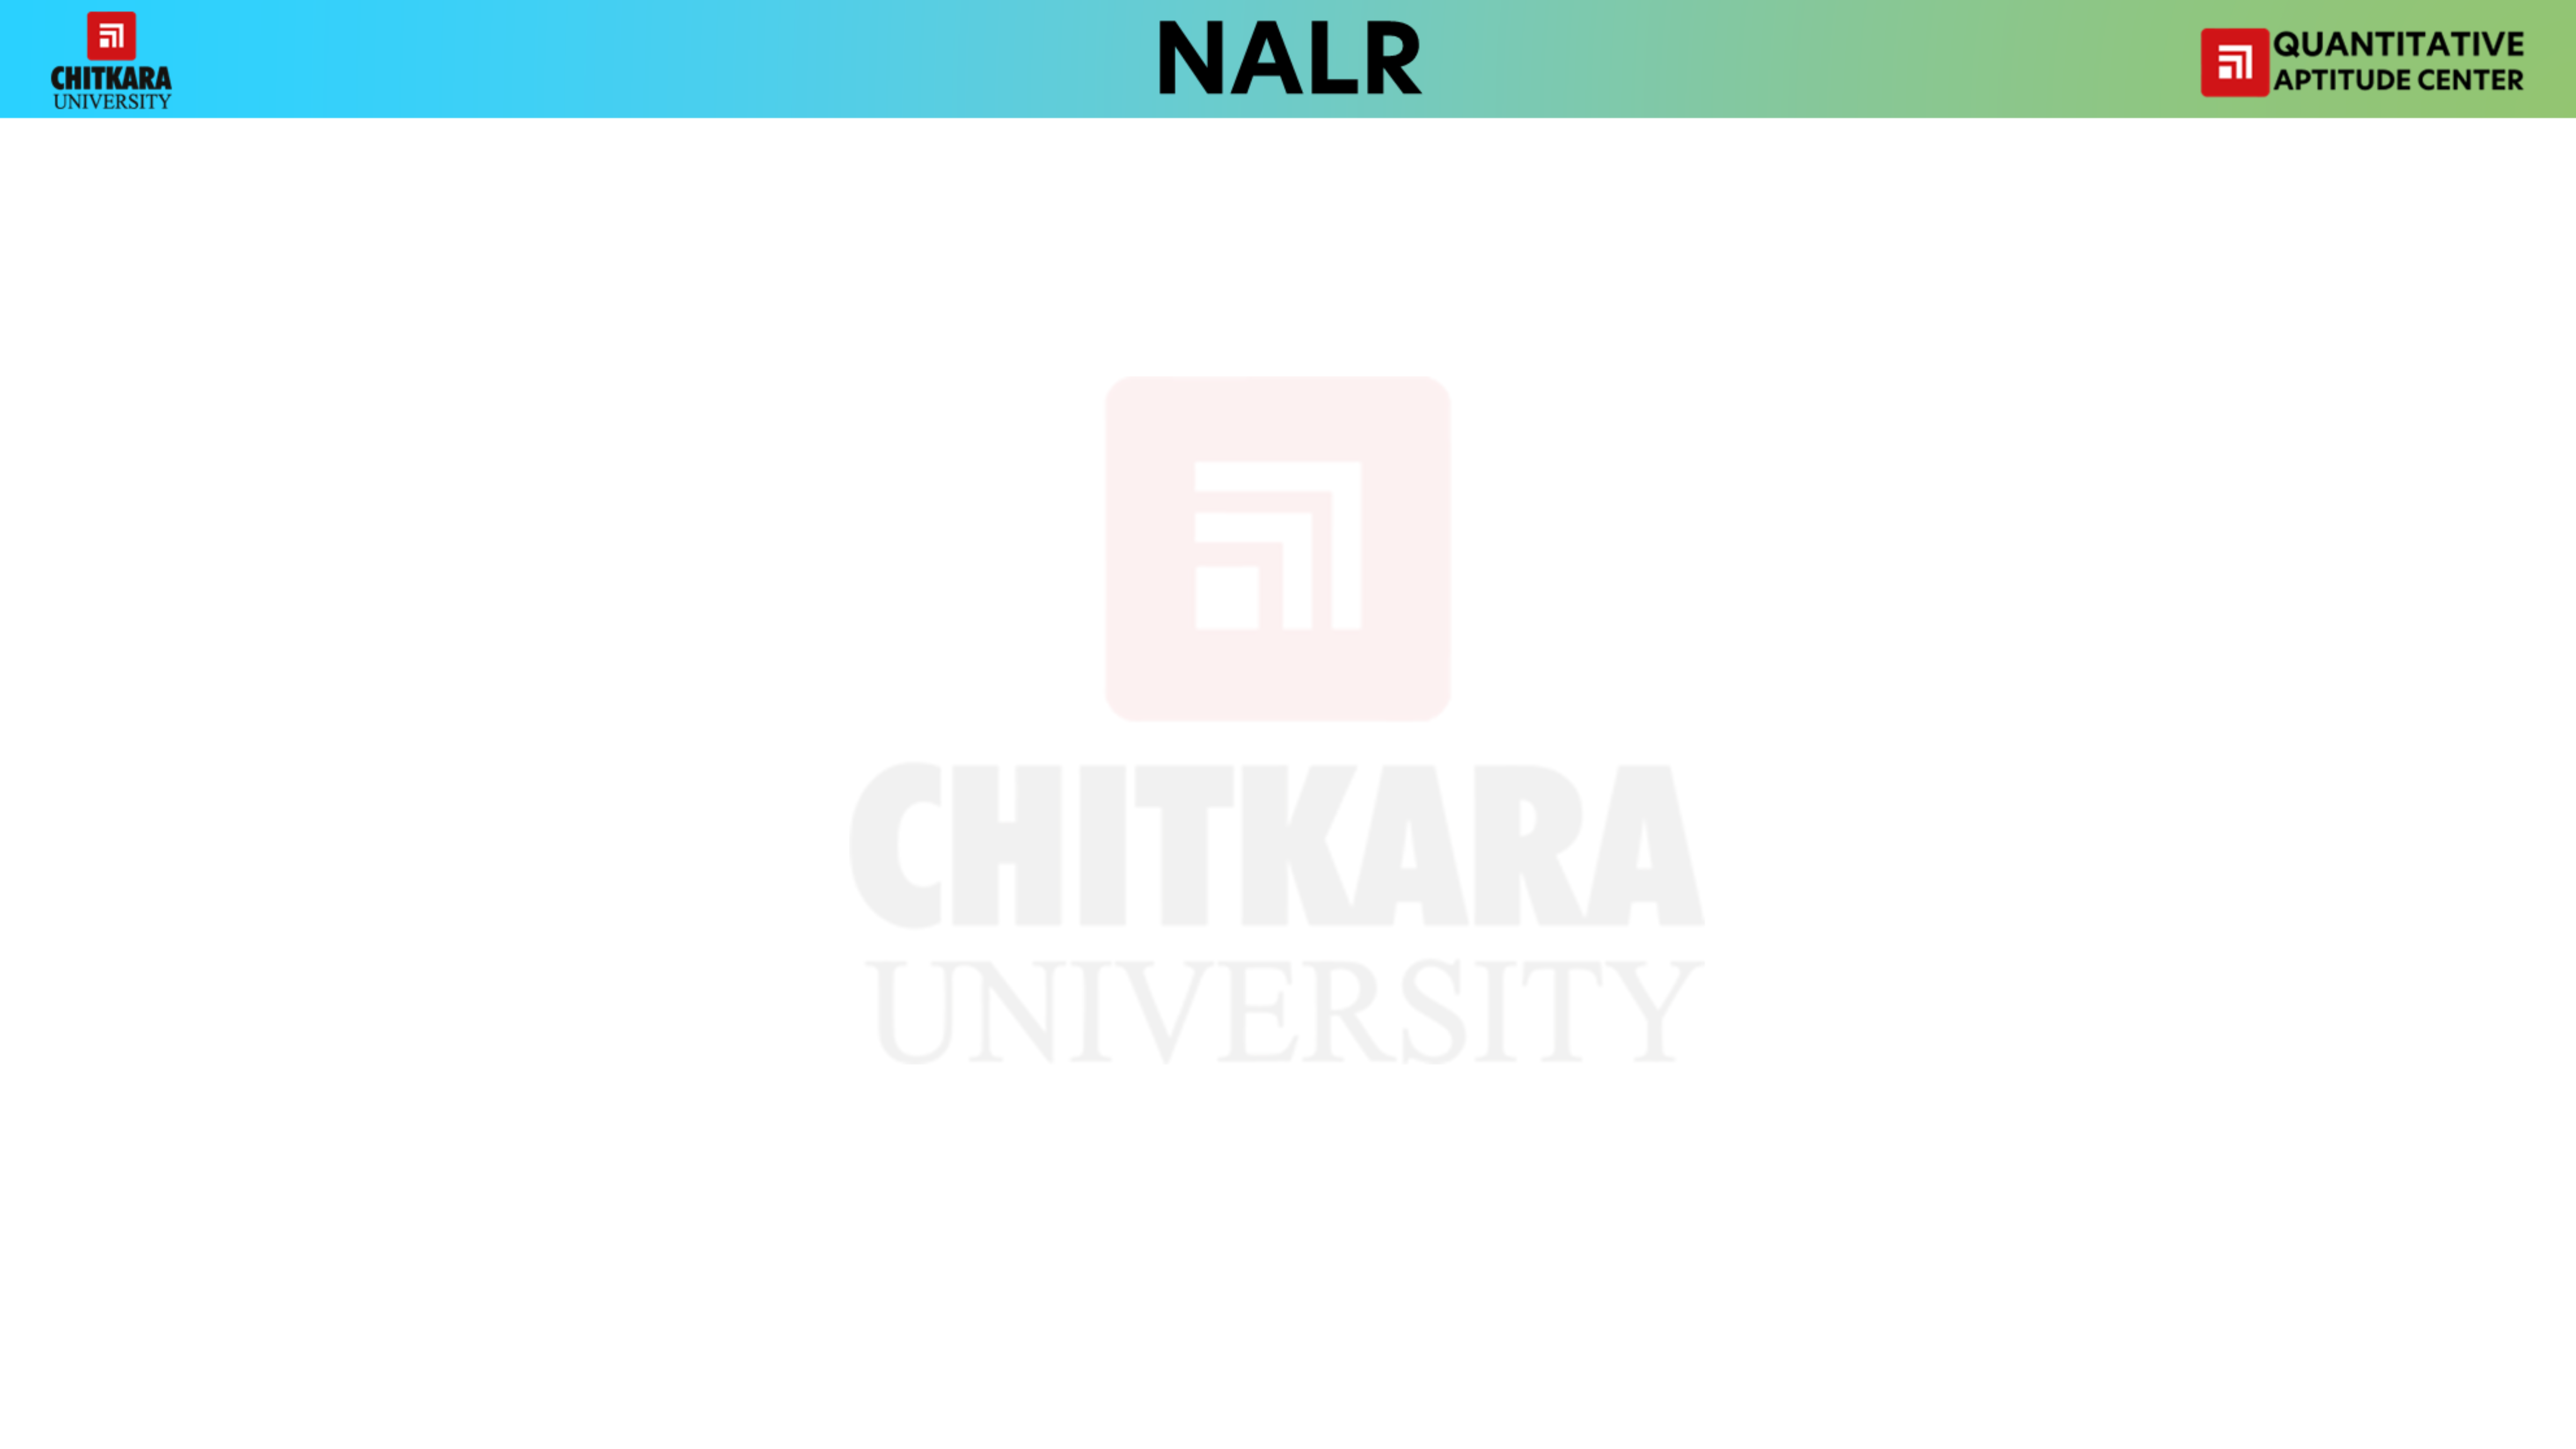 CHITKARA
UNIVERSITY
NALR
QUANTITATIVE
APTITUDE CENTER
CHITKARA
UNIVERSITY